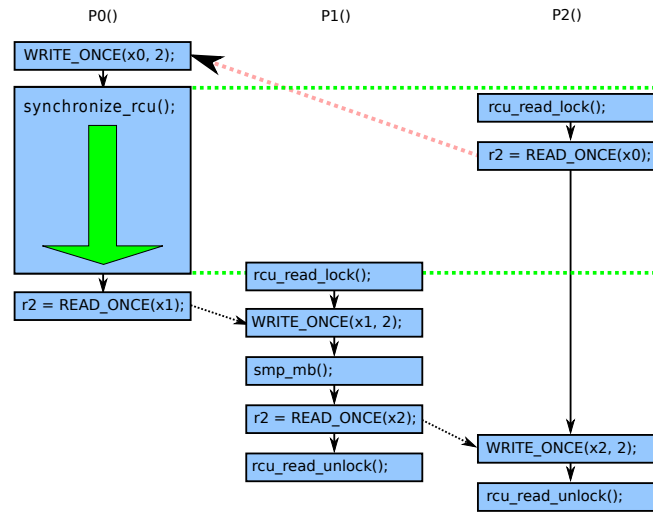 P0()
P1()
P2()
WRITE_ONCE(x0, 2);
synchronize_rcu();
rcu_read_lock();
r2 = READ_ONCE(x0);
rcu_read_lock();
r2 = READ_ONCE(x1);
WRITE_ONCE(x1, 2);
smp_mb();
r2 = READ_ONCE(x2);
WRITE_ONCE(x2, 2);
rcu_read_unlock();
rcu_read_unlock();